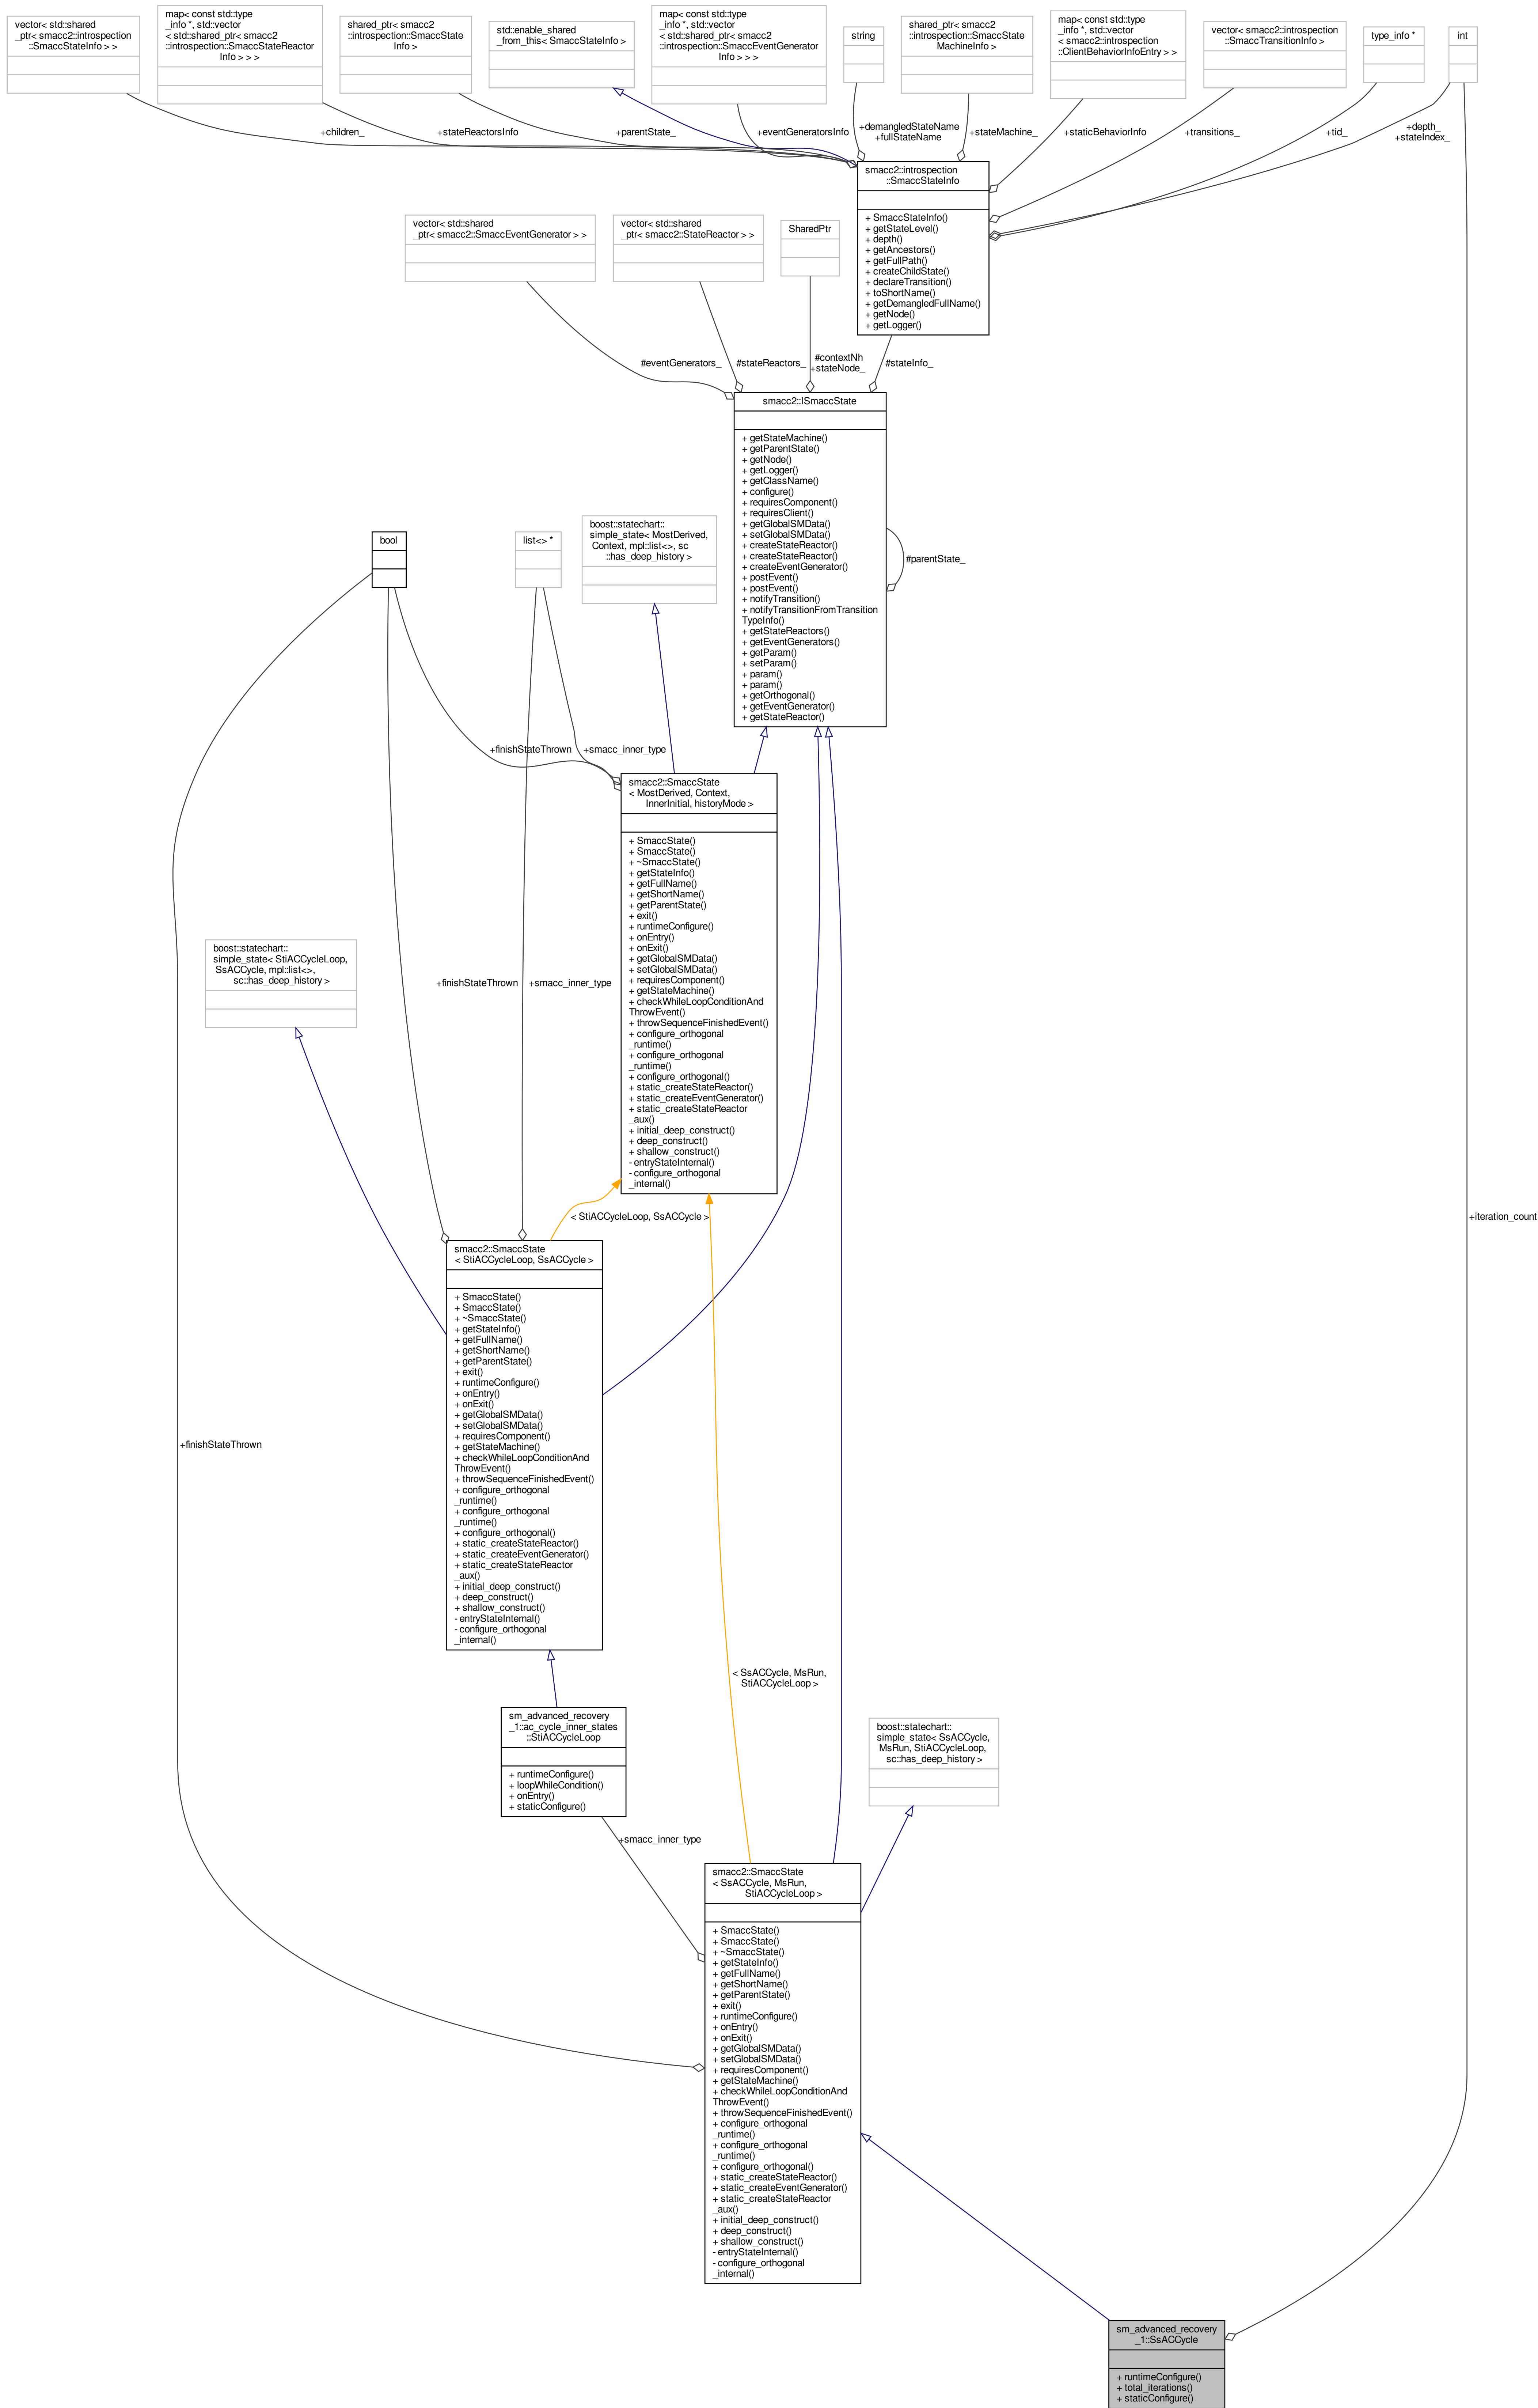 vector< std::shared
_ptr< smacc2::introspection
::SmaccStateInfo > >
map< const std::type
_info *, std::vector
< std::shared_ptr< smacc2
::introspection::SmaccStateReactor
Info > > >
shared_ptr< smacc2
::introspection::SmaccState
Info >
std::enable_shared
_from_this< SmaccStateInfo >
map< const std::type
_info *, std::vector
< std::shared_ptr< smacc2
::introspection::SmaccEventGenerator
Info > > >
string
shared_ptr< smacc2
::introspection::SmaccState
MachineInfo >
map< const std::type
_info *, std::vector
< smacc2::introspection
::ClientBehaviorInfoEntry > >
vector< smacc2::introspection
::SmaccTransitionInfo >
type_info *
int
+children_
+stateReactorsInfo
+parentState_
+eventGeneratorsInfo
+demangledStateName
+fullStateName
+stateMachine_
+staticBehaviorInfo
+transitions_
+tid_
+depth_
+stateIndex_
smacc2::introspection
::SmaccStateInfo
+ SmaccStateInfo()
+ getStateLevel()
+ depth()
+ getAncestors()
+ getFullPath()
+ createChildState()
+ declareTransition()
+ toShortName()
+ getDemangledFullName()
+ getNode()
+ getLogger()
vector< std::shared
_ptr< smacc2::SmaccEventGenerator > >
vector< std::shared
_ptr< smacc2::StateReactor > >
SharedPtr
#eventGenerators_
#stateReactors_
#contextNh
+stateNode_
#stateInfo_
smacc2::ISmaccState
+ getStateMachine()
+ getParentState()
+ getNode()
+ getLogger()
+ getClassName()
+ configure()
+ requiresComponent()
+ requiresClient()
+ getGlobalSMData()
+ setGlobalSMData()
+ createStateReactor()
+ createStateReactor()
+ createEventGenerator()
+ postEvent()
+ postEvent()
+ notifyTransition()
+ notifyTransitionFromTransition
TypeInfo()
+ getStateReactors()
+ getEventGenerators()
+ getParam()
+ setParam()
+ param()
+ param()
+ getOrthogonal()
+ getEventGenerator()
+ getStateReactor()
#parentState_
bool
list<> *
boost::statechart::
simple_state< MostDerived,
Context, mpl::list<>, sc
::has_deep_history >
+finishStateThrown
+smacc_inner_type
smacc2::SmaccState
< MostDerived, Context,
InnerInitial, historyMode >
+ SmaccState()
+ SmaccState()
+ ~SmaccState()
+ getStateInfo()
+ getFullName()
+ getShortName()
+ getParentState()
+ exit()
+ runtimeConfigure()
+ onEntry()
+ onExit()
+ getGlobalSMData()
+ setGlobalSMData()
+ requiresComponent()
+ getStateMachine()
+ checkWhileLoopConditionAnd
ThrowEvent()
+ throwSequenceFinishedEvent()
+ configure_orthogonal
_runtime()
+ configure_orthogonal
_runtime()
+ configure_orthogonal()
+ static_createStateReactor()
+ static_createEventGenerator()
+ static_createStateReactor
_aux()
+ initial_deep_construct()
+ deep_construct()
+ shallow_construct()
- entryStateInternal()
- configure_orthogonal
_internal()
boost::statechart::
simple_state< StiACCycleLoop,
SsACCycle, mpl::list<>,
sc::has_deep_history >
+finishStateThrown
+smacc_inner_type
< StiACCycleLoop, SsACCycle >
+iteration_count
smacc2::SmaccState
< StiACCycleLoop, SsACCycle >
+ SmaccState()
+ SmaccState()
+ ~SmaccState()
+ getStateInfo()
+ getFullName()
+ getShortName()
+ getParentState()
+ exit()
+ runtimeConfigure()
+ onEntry()
+ onExit()
+ getGlobalSMData()
+ setGlobalSMData()
+ requiresComponent()
+ getStateMachine()
+ checkWhileLoopConditionAnd
ThrowEvent()
+ throwSequenceFinishedEvent()
+ configure_orthogonal
_runtime()
+ configure_orthogonal
_runtime()
+ configure_orthogonal()
+ static_createStateReactor()
+ static_createEventGenerator()
+ static_createStateReactor
_aux()
+ initial_deep_construct()
+ deep_construct()
+ shallow_construct()
- entryStateInternal()
- configure_orthogonal
_internal()
+finishStateThrown
< SsACCycle, MsRun,
StiACCycleLoop >
sm_advanced_recovery
_1::ac_cycle_inner_states
::StiACCycleLoop
+ runtimeConfigure()
+ loopWhileCondition()
+ onEntry()
+ staticConfigure()
boost::statechart::
simple_state< SsACCycle,
MsRun, StiACCycleLoop,
sc::has_deep_history >
+smacc_inner_type
smacc2::SmaccState
< SsACCycle, MsRun,
StiACCycleLoop >
+ SmaccState()
+ SmaccState()
+ ~SmaccState()
+ getStateInfo()
+ getFullName()
+ getShortName()
+ getParentState()
+ exit()
+ runtimeConfigure()
+ onEntry()
+ onExit()
+ getGlobalSMData()
+ setGlobalSMData()
+ requiresComponent()
+ getStateMachine()
+ checkWhileLoopConditionAnd
ThrowEvent()
+ throwSequenceFinishedEvent()
+ configure_orthogonal
_runtime()
+ configure_orthogonal
_runtime()
+ configure_orthogonal()
+ static_createStateReactor()
+ static_createEventGenerator()
+ static_createStateReactor
_aux()
+ initial_deep_construct()
+ deep_construct()
+ shallow_construct()
- entryStateInternal()
- configure_orthogonal
_internal()
sm_advanced_recovery
_1::SsACCycle
+ runtimeConfigure()
+ total_iterations()
+ staticConfigure()